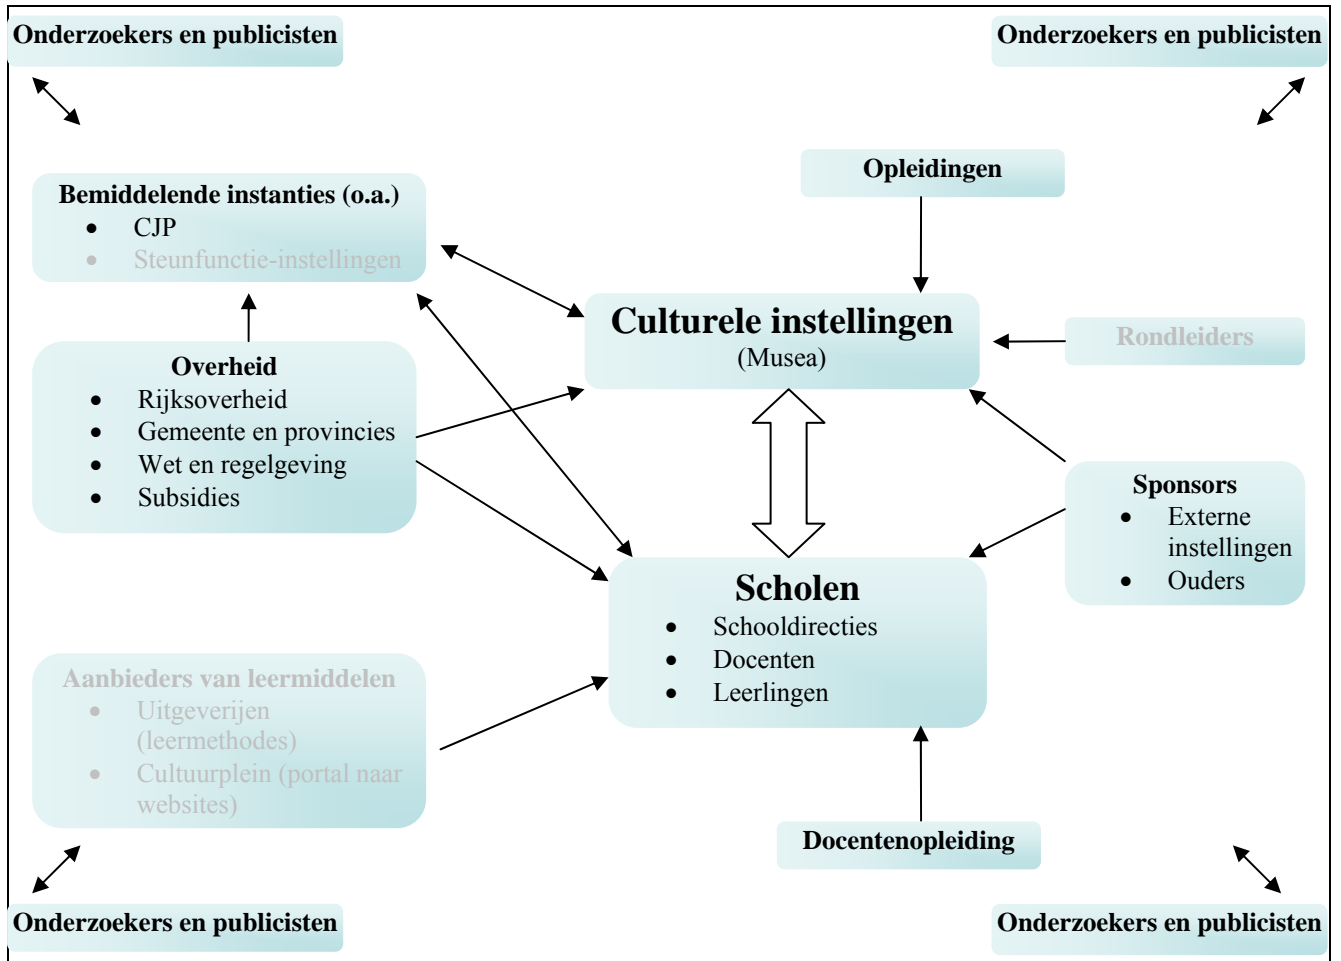 Onderzoekers en publicisten
Onderzoekers en publicisten
Opleidingen
Bemiddelende instanties (o.a.)
• CJP
• Steunfunctie-instellingen
Culturele instellingen
(Musea)
Rondleiders
Overheid
• Rijksoverheid
• Gemeente en provincies
• Wet en regelgeving
• Subsidies
Sponsors
• Externe
instellingen
• Ouders
Scholen
• Schooldirecties
• Docenten
• Leerlingen
Aanbieders van leermiddelen
• Uitgeverijen
(leermethodes)
• Cultuurplein (portal naar
websites)
Docentenopleiding
Onderzoekers en publicisten
Onderzoekers en publicisten